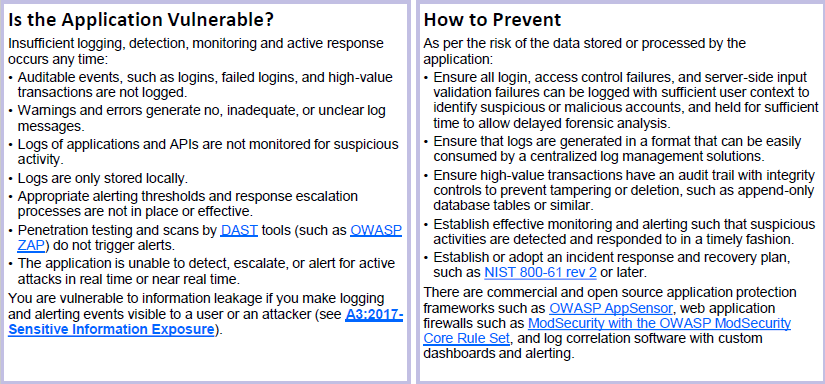 Is the Application Vulnerable?
Insufficient logging, detection, monitoring and active response
occurs any time:
• Auditable events, such as logins, failed logins, and high-value
transactions are not logged.
• Warnings and errors generate no, inadequate, or unclear log
messages.
• Logs of applications and APIs are not monitored for suspicious
activity.
• Logs are only stored locally.
• Appropriate alerting thresholds and response escalation
processes are not in place or effective.
• Penetration testing and scans by DAST tools (such as OWASP
ZAP) do not trigger alerts.
• The application is unable to detect, escalate, or alert for active
attacks in real time or near real time.
You are vulnerable to information leakage if you make logging
and alerting events visible to a user or an attacker (see A3:2017-
Sensitive Information Exposure).
How to Prevent
As per the risk of the data stored or processed by the
application:
• Ensure all login, access control failures, and server-side input
validation failures can be logged with sufficient user context to
identify suspicious or malicious accounts, and held for sufficient
time to allow delayed forensic analysis.
• Ensure that logs are generated in a format that can be easily
consumed by a centralized log management solutions.
• Ensure high-value transactions have an audit trail with integrity
controls to prevent tampering or deletion, such as append-only
database tables or similar.
• Establish effective monitoring and alerting such that suspicious
activities are detected and responded to in a timely fashion.
• Establish or adopt an incident response and recovery plan,
such as NIST 800-61 rev 2 or later.
There are commercial and open source application protection
frameworks such as OWASP AppSensor, web application
firewalls such as ModSecurity with the OWASP ModSecurity
Core Rule Set, and log correlation software with custom
dashboards and alerting.